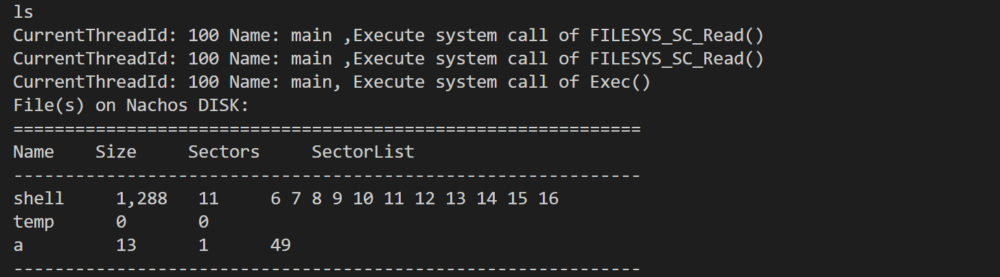 ls
CurrentThreadId: 100 Name: main ,Execute system call of FILESYS_SC_Read()
CurrentThreadId: 100 Name: main ,Execute system call of FILESYS_SC_Read()
CurrentThreadId: 100 Name: main, Execute system call of Exec()
File(s) on Nachos DISK:
=============================================================
Name    Size     Sectors     SectorList
-------------------------------------------------------------
shell     1,288   11     6 7 8 9 10 11 12 13 14 15 16
temp      0       0
a         13      1      49
-------------------------------------------------------------